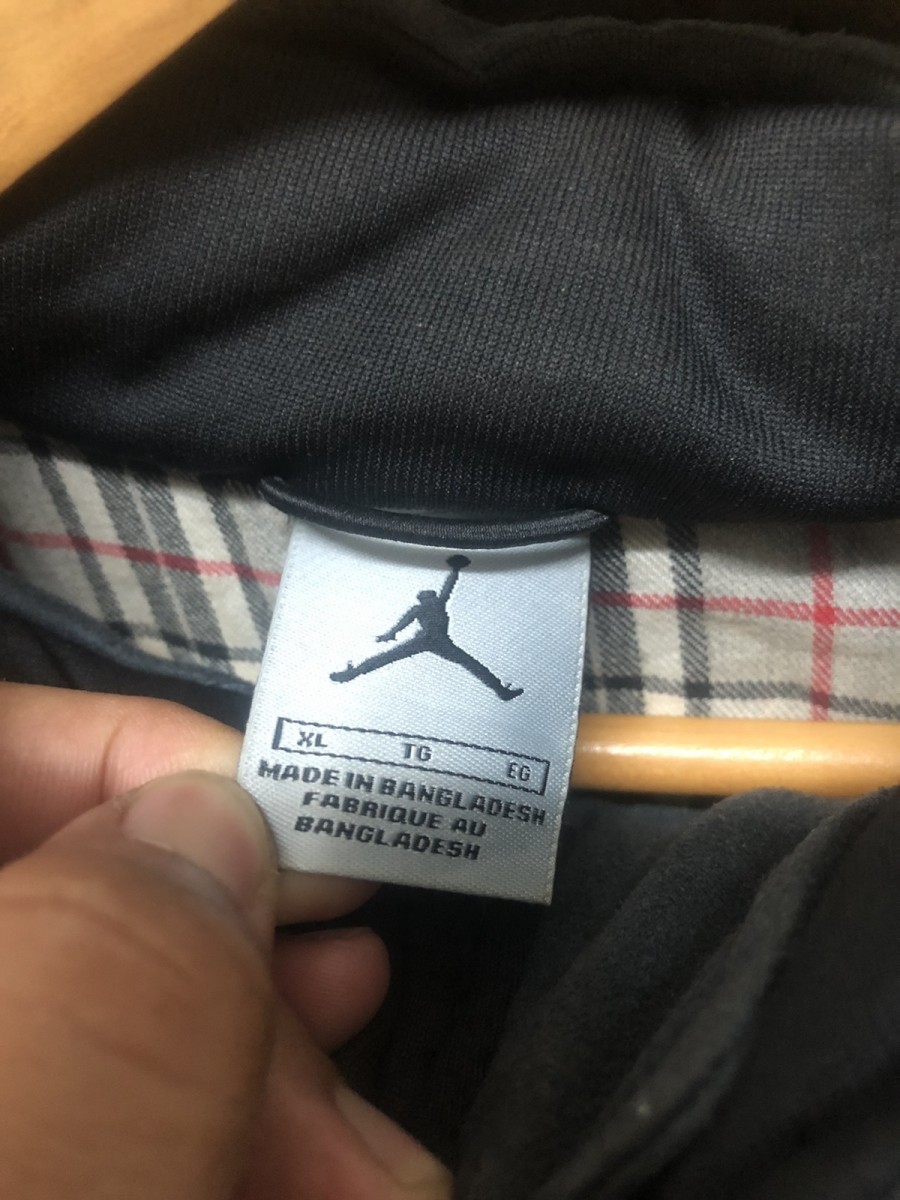 XL TG EG
MADE IN BANGLADESH
FABRIQUE AU
BANGLADESH